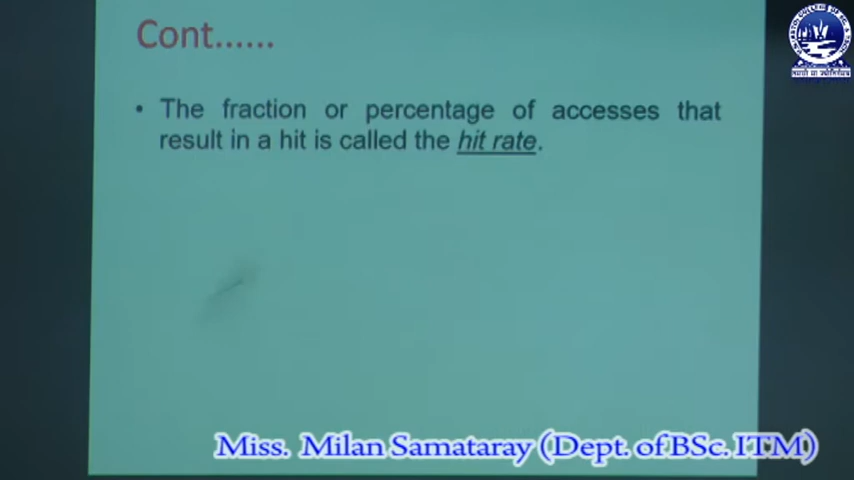 Cont......
• The fraction or percentage of accesses that
result in a hit is called the hit rate.
Miss. Milan Samataray (Dept. of BSc. ITM)